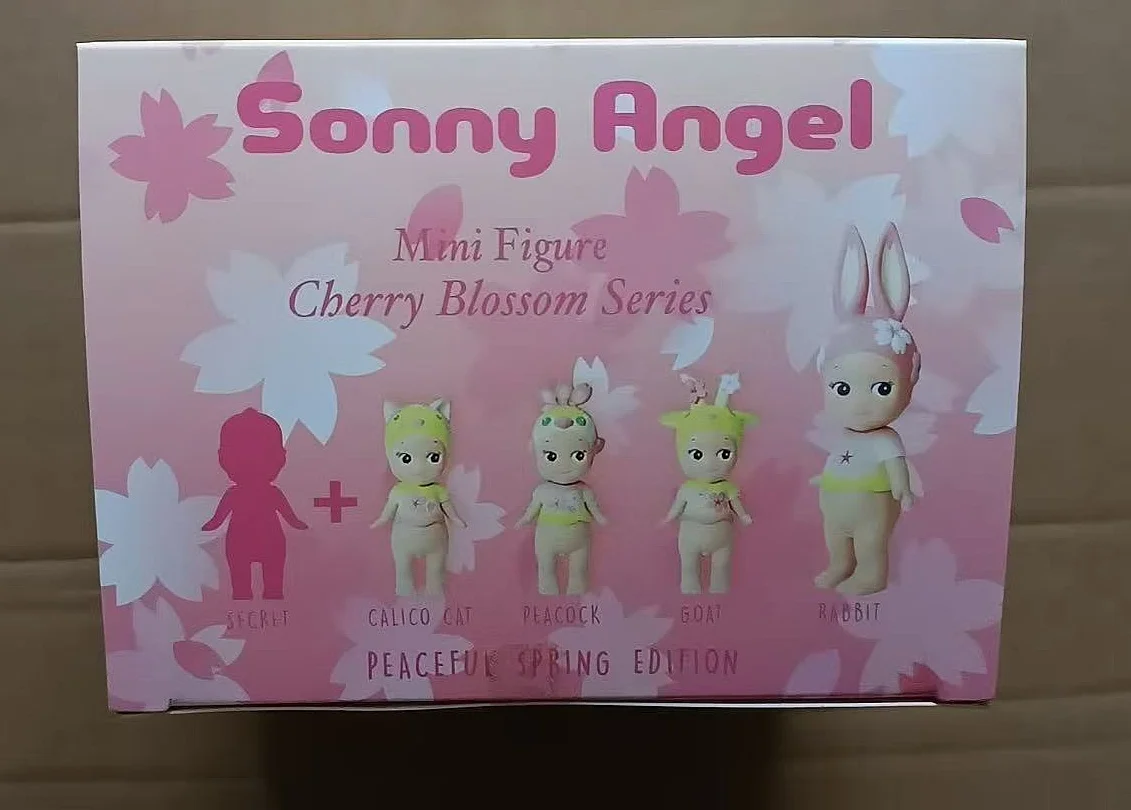 Sonny Angel
Mini Figure
Cherry Blossom Series
SECRET
CALICO CAT
PEACOCK
GOAT
RABBIT
PEACEFUL SPRING EDITION